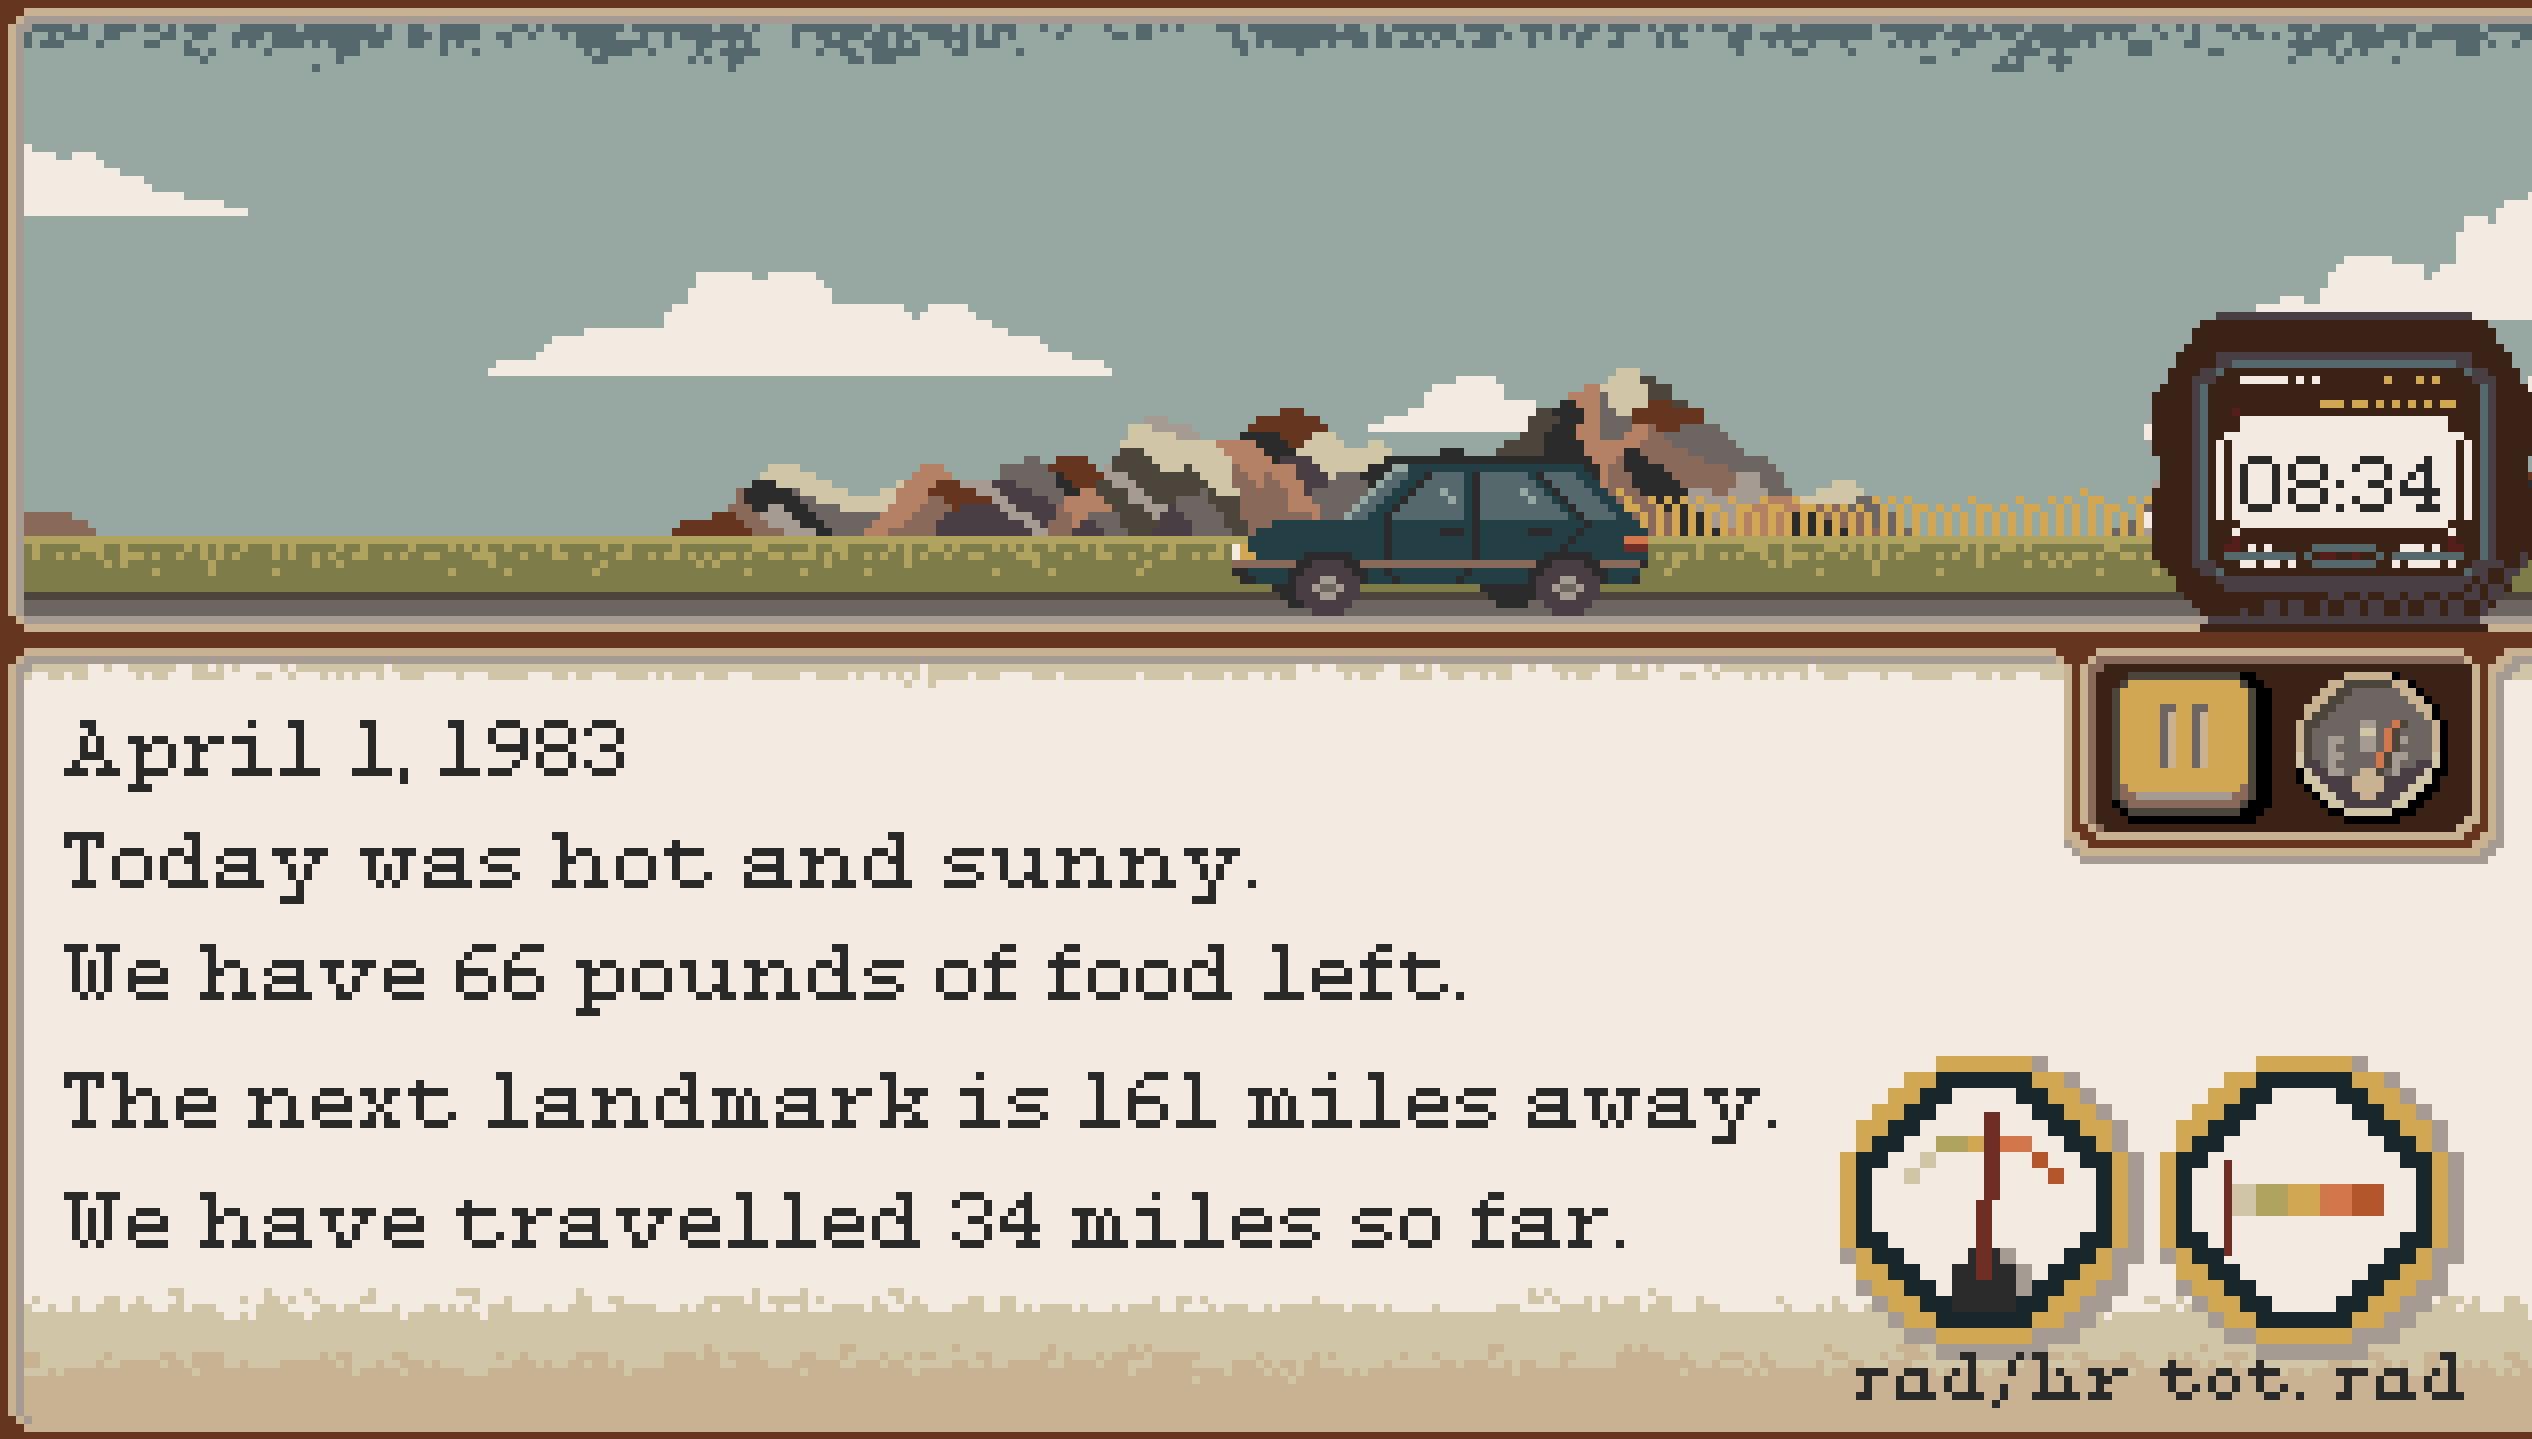 08:34
April 1, 1983
Today was hot and sunny.
We have 66 pounds of food left.
The next landmark is 161 miles away.
We have travelled 34 miles so far.
rad/hr tot. rad